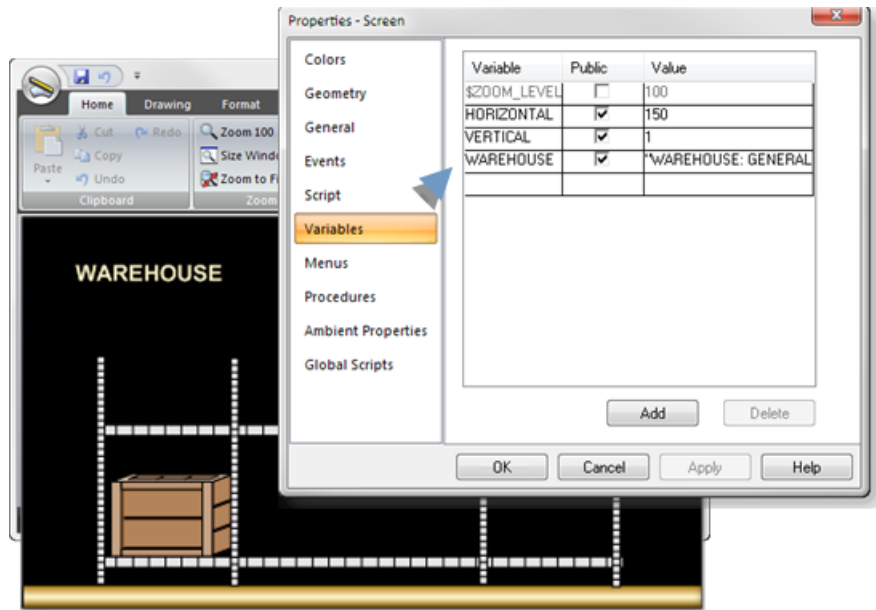 Properties - Screen
Colors
Geometry
General
Events
Script
Variables
Menus
Procedures
Ambient Properties
Global Scripts
Variable Public Value
$ZOOM_LEVEL 100
HORIZONTAL 150
VERTICAL 1
WAREHOUSE "WAREHOUSE: GENERAL
Add Delete
OK Cancel Apply Help
Home Drawing Format
Paste
Cut Redo
Copy
Undo
Clipboard
Zoom 100
Size Windo
Zoom to Fi
Zoom
WAREHOUSE